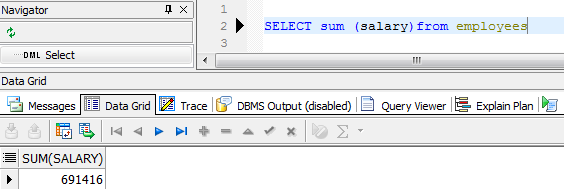 Navigator
DML Select
1
2 SELECT sum (salary)from employees
3
Data Grid
Messages Data Grid Trace DBMS Output (disabled) Query Viewer Explain Plan
SUM(SALARY)
691416